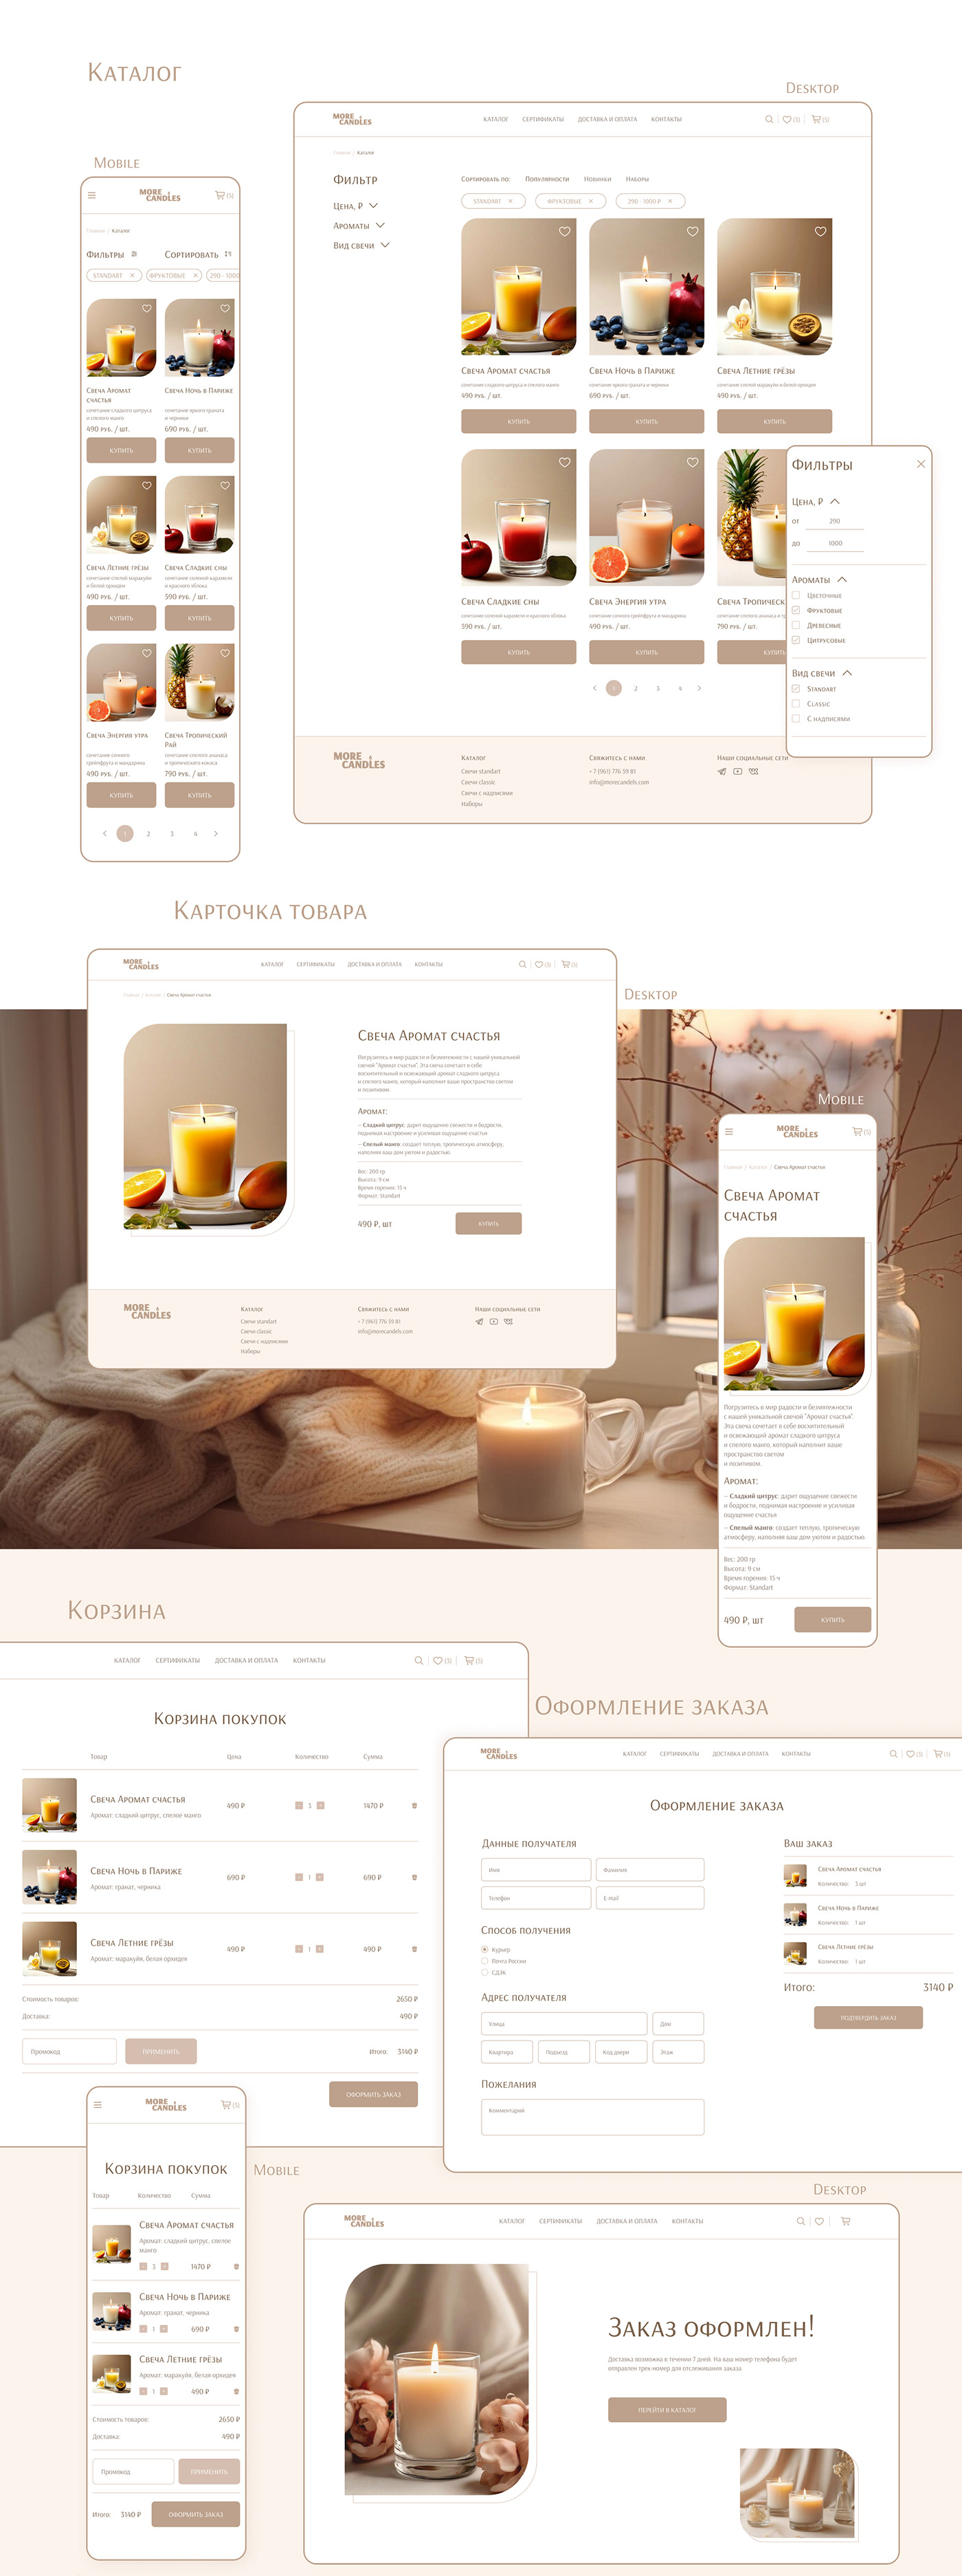 Каталог
Desktop
MORE CANDLES
КАТАЛОГ СЕРТИФИКАТЫ ДОСТАВКА И ОПЛАТА КОНТАКТЫ
(3) (5)
Главная / Каталог
Фильтр
Цена, ₽
Ароматы
Вид свечи
Сортировать по: Популярности Новинки Наборы
STANDART ФРУКТОВЫЕ 290 - 1000 ₽
Свеча Аромат счастья
сочетание сладкого цитруса и спелого манго
490 руб. / шт.
КУПИТЬ
Свеча Ночь в Париже
сочетание яркого граната и черники
690 руб. / шт.
КУПИТЬ
Свеча Летние грёзы
сочетание спелой маракуйи и белой орхидеи
490 руб. / шт.
КУПИТЬ
Свеча Сладкие сны
сочетание соленой карамели и красного яблока
590 руб. / шт.
КУПИТЬ
Свеча Энергия утра
сочетание сочного грейпфрута и мандарина
490 руб. / шт.
КУПИТЬ
Свеча Тропическ
сочетание спелого ананаса и
790 руб. / шт.
КУПИТЬ
1 2 3 4
MORE CANDLES
Каталог
Свечи standart
Свечи classic
Свечи с надписями
Наборы
Свяжитесь с нами
+ 7 (961) 776 59 81
info@morecandels.com
Наши социальные сети
Фильтры
Цена, ₽
от 290
до 1000
Ароматы
Цветочные
Фруктовые
Древесные
Цитрусовые
Вид свечи
Standart
Classic
С надписями
Mobile
MORE CANDLES
(5)
Главная / Каталог
Фильтры Сортировать
STANDART ФРУКТОВЫЕ 290 - 1000
Свеча Аромат
счастья
сочетание сладкого цитруса
и спелого манго
490 руб. / шт.
КУПИТЬ
Свеча Ночь в Париже
сочетание яркого граната
и черники
690 руб. / шт.
КУПИТЬ
Свеча Летние грёзы
сочетание спелой маракуйи
и белой орхидеи
490 руб. / шт.
КУПИТЬ
Свеча Сладкие сны
сочетание соленой карамели
и красного яблока
590 руб. / шт.
КУПИТЬ
Свеча Энергия утра
сочетание сочного
грейпфрута и мандарина
490 руб. / шт.
КУПИТЬ
Свеча Тропический
Рай
сочетание спелого ананаса
и тропического кокоса
790 руб. / шт.
КУПИТЬ
1 2 3 4
Карточка товара
Desktop
MORE CANDLES
КАТАЛОГ СЕРТИФИКАТЫ ДОСТАВКА И ОПЛАТА КОНТАКТЫ
(3) (5)
Главная / Каталог / Свеча Аромат счастья
Свеча Аромат счастья
Погрузитесь в мир радости и безмятежности с нашей уникальной
свечой "Аромат счастья". Эта свеча сочетает в себе
восхитительный и освежающий аромат сладкого цитруса
и спелого манго, который наполнит ваше пространство светом
и позитивом.
Аромат:
– Сладкий цитрус: дарит ощущение свежести и бодрости,
поднимая настроение и усиливая ощущение счастья
– Спелый манго: создает теплую, тропическую атмосферу,
наполняя ваш дом уютом и радостью.
Вес: 200 гр
Высота: 9 см
Время горения: 15 ч
Формат: Standart
490 ₽, шт
КУПИТЬ
MORE CANDLES
Каталог
Свечи standart
Свечи classic
Свечи с надписями
Наборы
Свяжитесь с нами
+ 7 (961) 776 59 81
info@morecandels.com
Наши социальные сети
Mobile
MORE CANDLES
(5)
Главная / Каталог / Свеча Аромат счастья
Свеча Аромат
счастья
Погрузитесь в мир радости и безмятежности
с нашей уникальной свечой "Аромат счастья".
Эта свеча сочетает в себе восхитительный
и освежающий аромат сладкого цитруса
и спелого манго, который наполнит ваше
пространство светом
и позитивом.
Аромат:
– Сладкий цитрус: дарит ощущение свежести
и бодрости, поднимая настроение и усиливая
ощущение счастья
– Спелый манго: создает теплую, тропическую
атмосферу, наполняя ваш дом уютом и радостью.
Вес: 200 гр
Высота: 9 см
Время горения: 15 ч
Формат: Standart
490 ₽, шт
КУПИТЬ
Корзина
КАТАЛОГ СЕРТИФИКАТЫ ДОСТАВКА И ОПЛАТА КОНТАКТЫ
(3) (5)
Корзина покупок
Товар Цена Количество Сумма
Свеча Аромат счастья
Аромат: сладкий цитрус, спелое манго
490 ₽ - 3 + 1470 ₽
Свеча Ночь в Париже
Аромат: гранат, черника
690 ₽ - 1 + 690 ₽
Свеча Летние грёзы
Аромат: маракуйя, белая орхидея
490 ₽ - 1 + 490 ₽
Стоимость товаров: 2650 ₽
Доставка: 490 ₽
Промокод ПРИМЕНИТЬ
Итого: 3140 ₽
ОФОРМИТЬ ЗАКАЗ
Оформление заказа
MORE CANDLES
КАТАЛОГ СЕРТИФИКАТЫ ДОСТАВКА И ОПЛАТА КОНТАКТЫ
(3) (5)
Оформление заказа
Данные получателя
Имя Фамилия
Телефон E-mail
Способ получения
Курьер
Почта России
СДЭК
Адрес получателя
Улица Дом
Квартира Подъезд Код двери Этаж
Пожелания
Комментарий
Ваш заказ
Свеча Аромат счастья
Количество: 3 шт
Свеча Ночь в Париже
Количество: 1 шт
Свеча Летние грёзы
Количество: 1 шт
Итого: 3140 ₽
ПОДТВЕРДИТЬ ЗАКАЗ
Mobile
MORE CANDLES
(5)
Корзина покупок
Товар Количество Сумма
Свеча Аромат счастья
Аромат: сладкий цитрус, спелое
манго
- 3 + 1470 ₽
Свеча Ночь в Париже
Аромат: гранат, черника
- 1 + 690 ₽
Свеча Летние грёзы
Аромат: маракуйя, белая орхидея
- 1 + 490 ₽
Стоимость товаров: 2650 ₽
Доставка: 490 ₽
Промокод ПРИМЕНИТЬ
Итого: 3140 ₽ ОФОРМИТЬ ЗАКАЗ
Desktop
MORE CANDLES
КАТАЛОГ СЕРТИФИКАТЫ ДОСТАВКА И ОПЛАТА КОНТАКТЫ
Заказ оформлен!
Доставка возможна в течении 7 дней. На ваш номер телефона будет
отправлен трек-номер для отслеживания заказа
ПЕРЕЙТИ В КАТАЛОГ